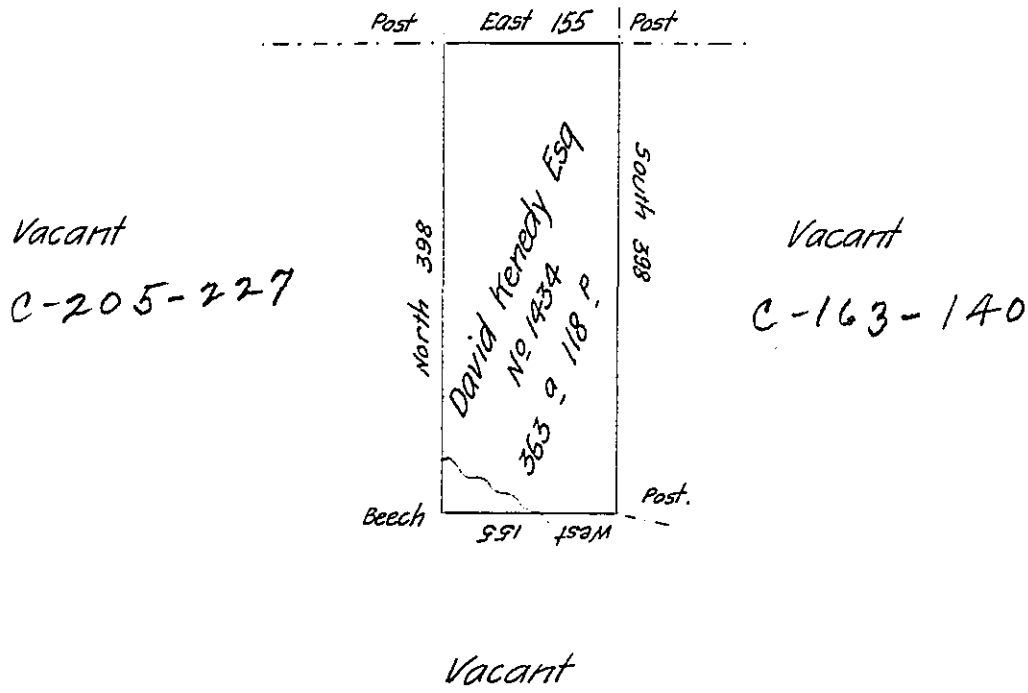 Post East 155 Post
David Kenedy Esq
No 1434
363 a, 118 p.
North 398
South 398
Vacant
C-205-227
Vacant
C-163-140
Beech
West 155
Post.
Vacant